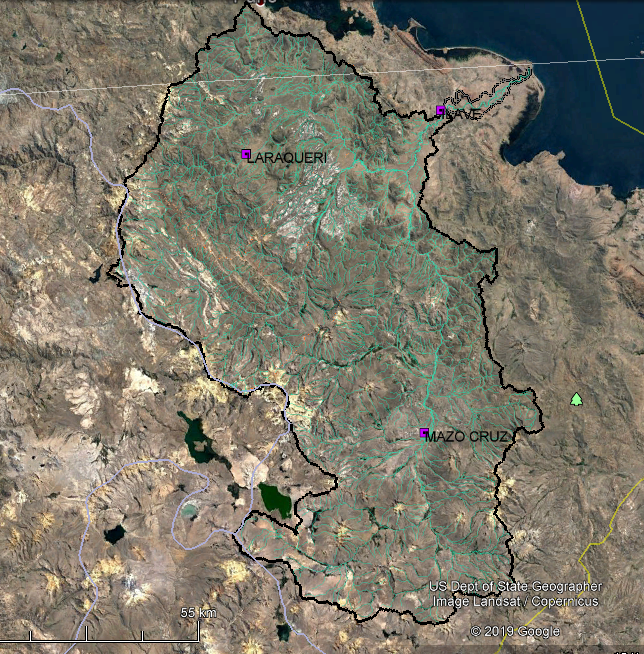 ILAVE
LARAQUERI
MAZO CRUZ
US Dept of State Geographer
Image Landsat / Copernicus
55 km
© 2019 Google